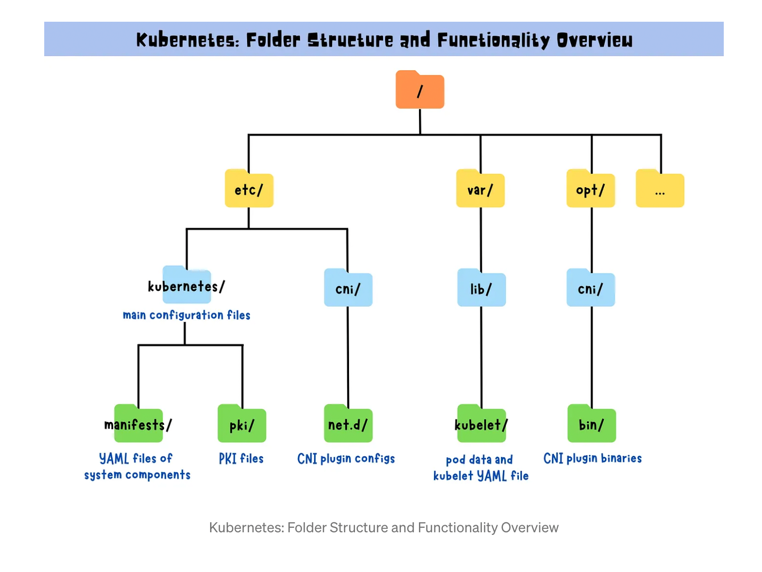 Kubernetes: Folder Structure and Functionality Overview
/
etc/
var/
opt/
...
kubernetes/
cni/
lib/
cni/
main configuration files
manifests/
pki/
net.d/
kubelet/
bin/
YAML files of
system components
PKI files
CNI plugin configs
pod data and
kubelet YAML file
CNI plugin binaries
Kubernetes: Folder Structure and Functionality Overview